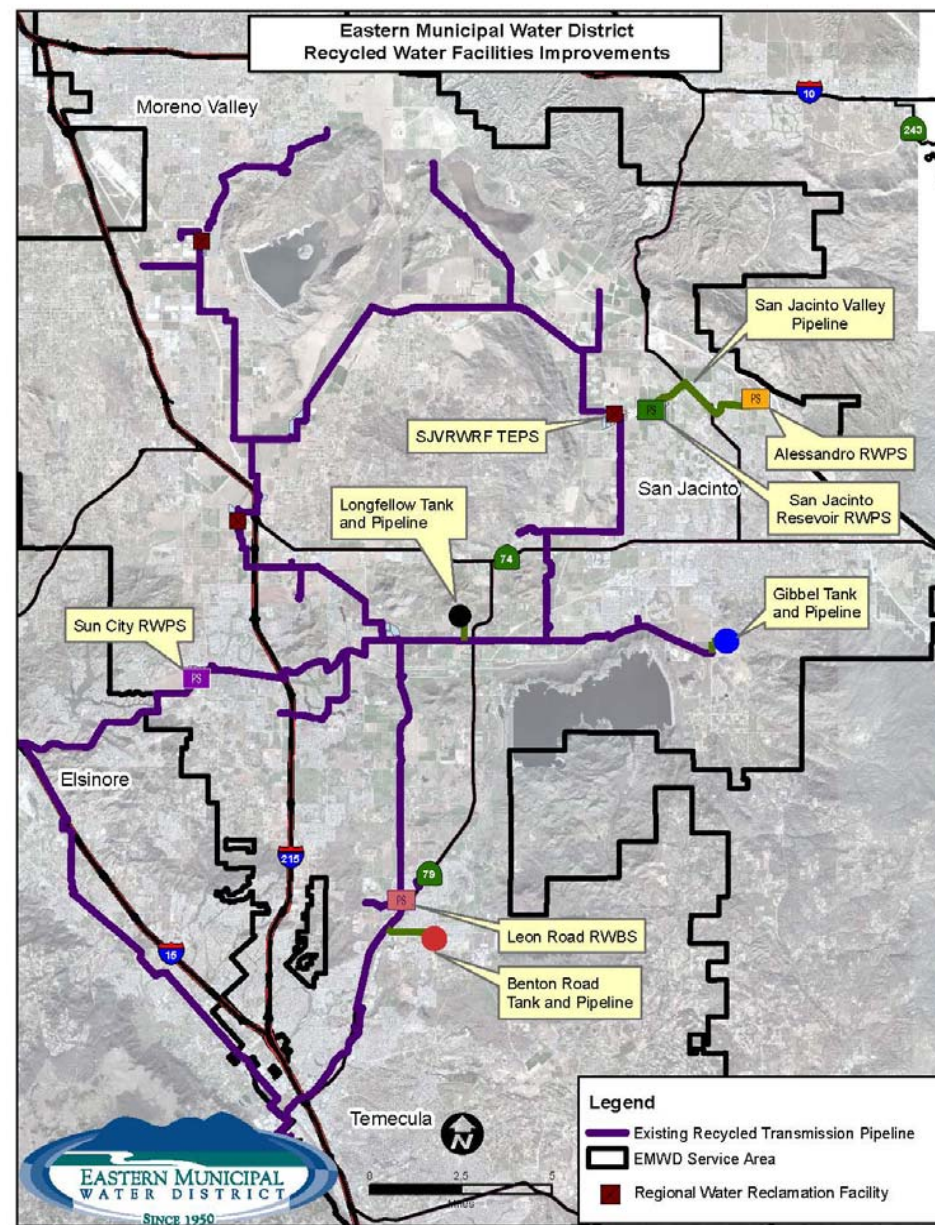 Eastern Municipal Water District
Recycled Water Facilities Improvements
Moreno Valley
10
243
San Jacinto Valley
Pipeline
PS
PS
SJVRWRF TEPS
Alessandro RWPS
San Jacinto
San Jacinto
Resevoir RWPS
Longfellow Tank
and Pipeline
74
Gibbel Tank
and Pipeline
Sun City RWPS
PS
Elsinore
215
79
PS
Leon Road RWBS
15
Benton Road
Tank and Pipeline
Temecula
N
0 2.5 5
Miles
Legend
Existing Recycled Transmission Pipeline
EMWD Service Area
Regional Water Reclamation Facility
EASTERN MUNICIPAL
WATER DISTRICT
SINCE 1950